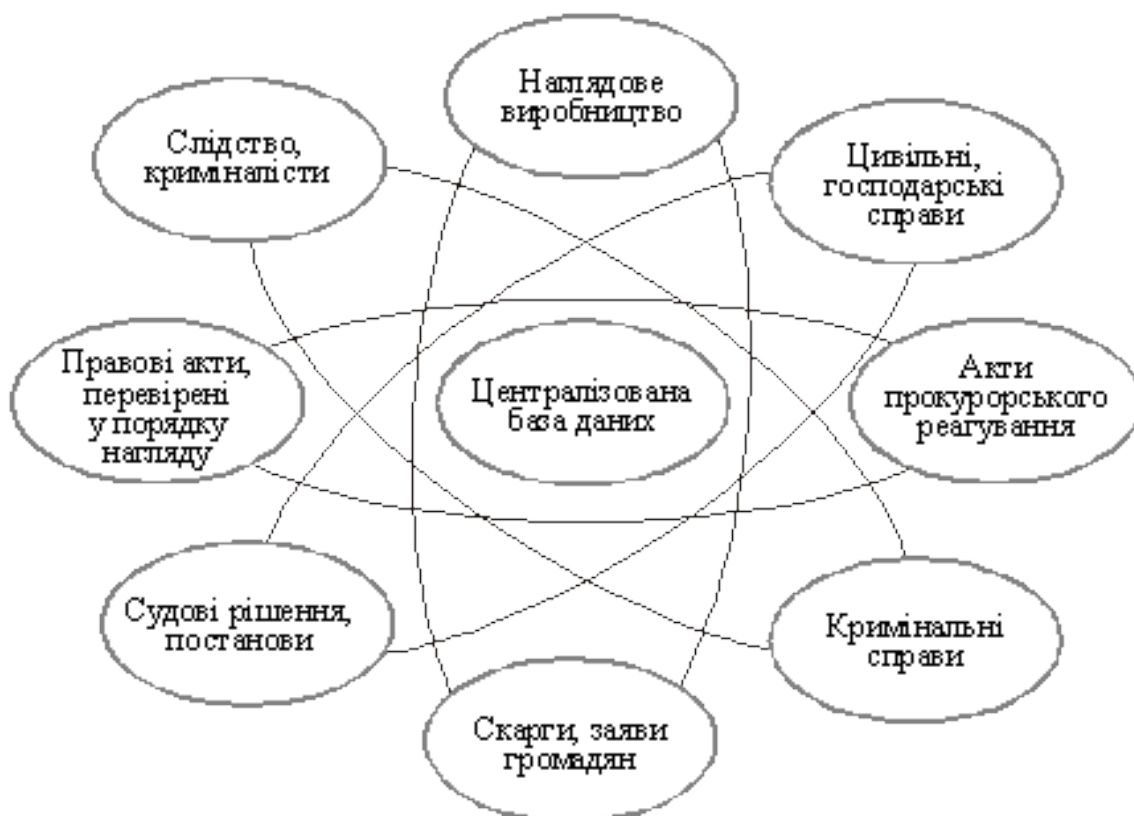 Наглядове
виробництво
Слідство,
криміналісти
Цивільні,
господарські
справи
Правові акти,
перевірені
у порядку
нагляду
Централізована
база даних
Акти
прокурорського
реагування
Судові рішення,
постанови
Кримінальні
справи
Скарги, заяви
громадян